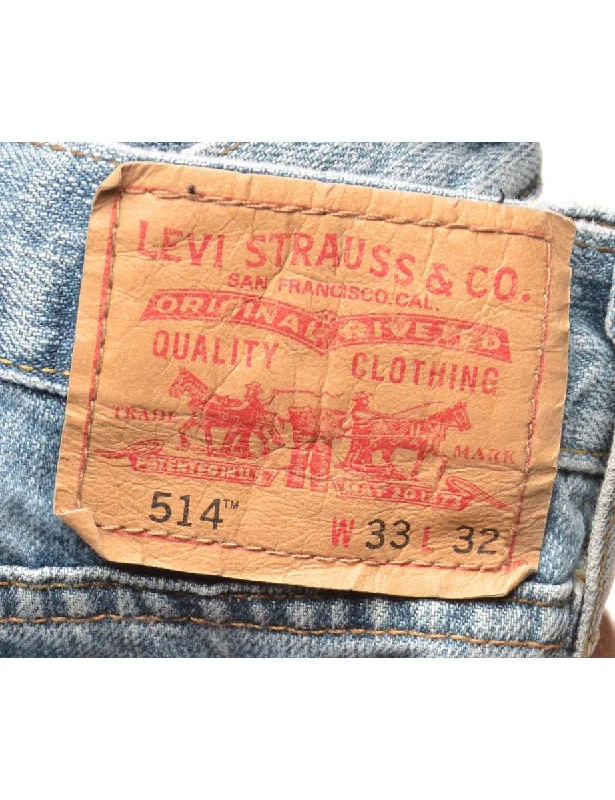 LEVI STRAUSS & CO.
SAN FRANCISCO, CAL.
ORIGINAL RIVETED
QUALITY CLOTHING
TRADE MARK
514™ W 33 L 32